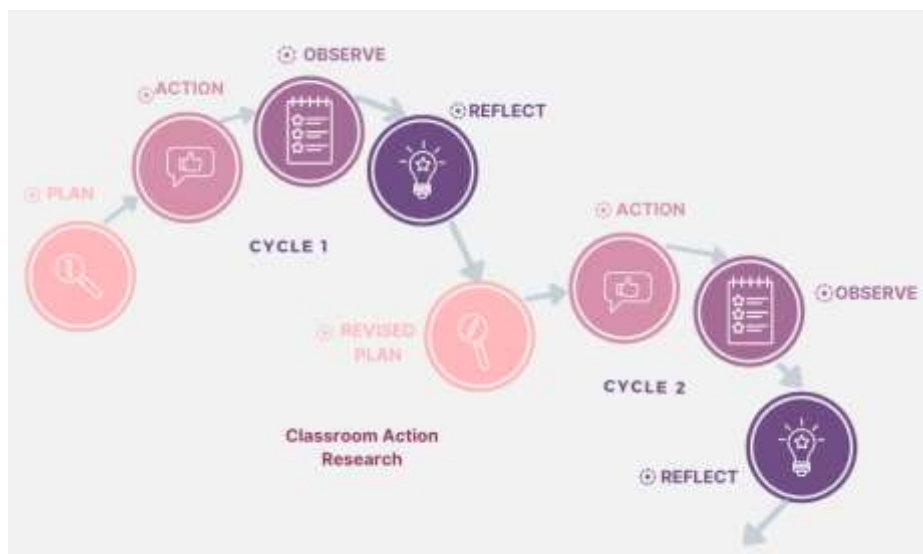 OBSERVE
ACTION
REFLECT
PLAN
CYCLE 1
ACTION
OBSERVE
REVISED
PLAN
CYCLE 2
Classroom Action
Research
REFLECT